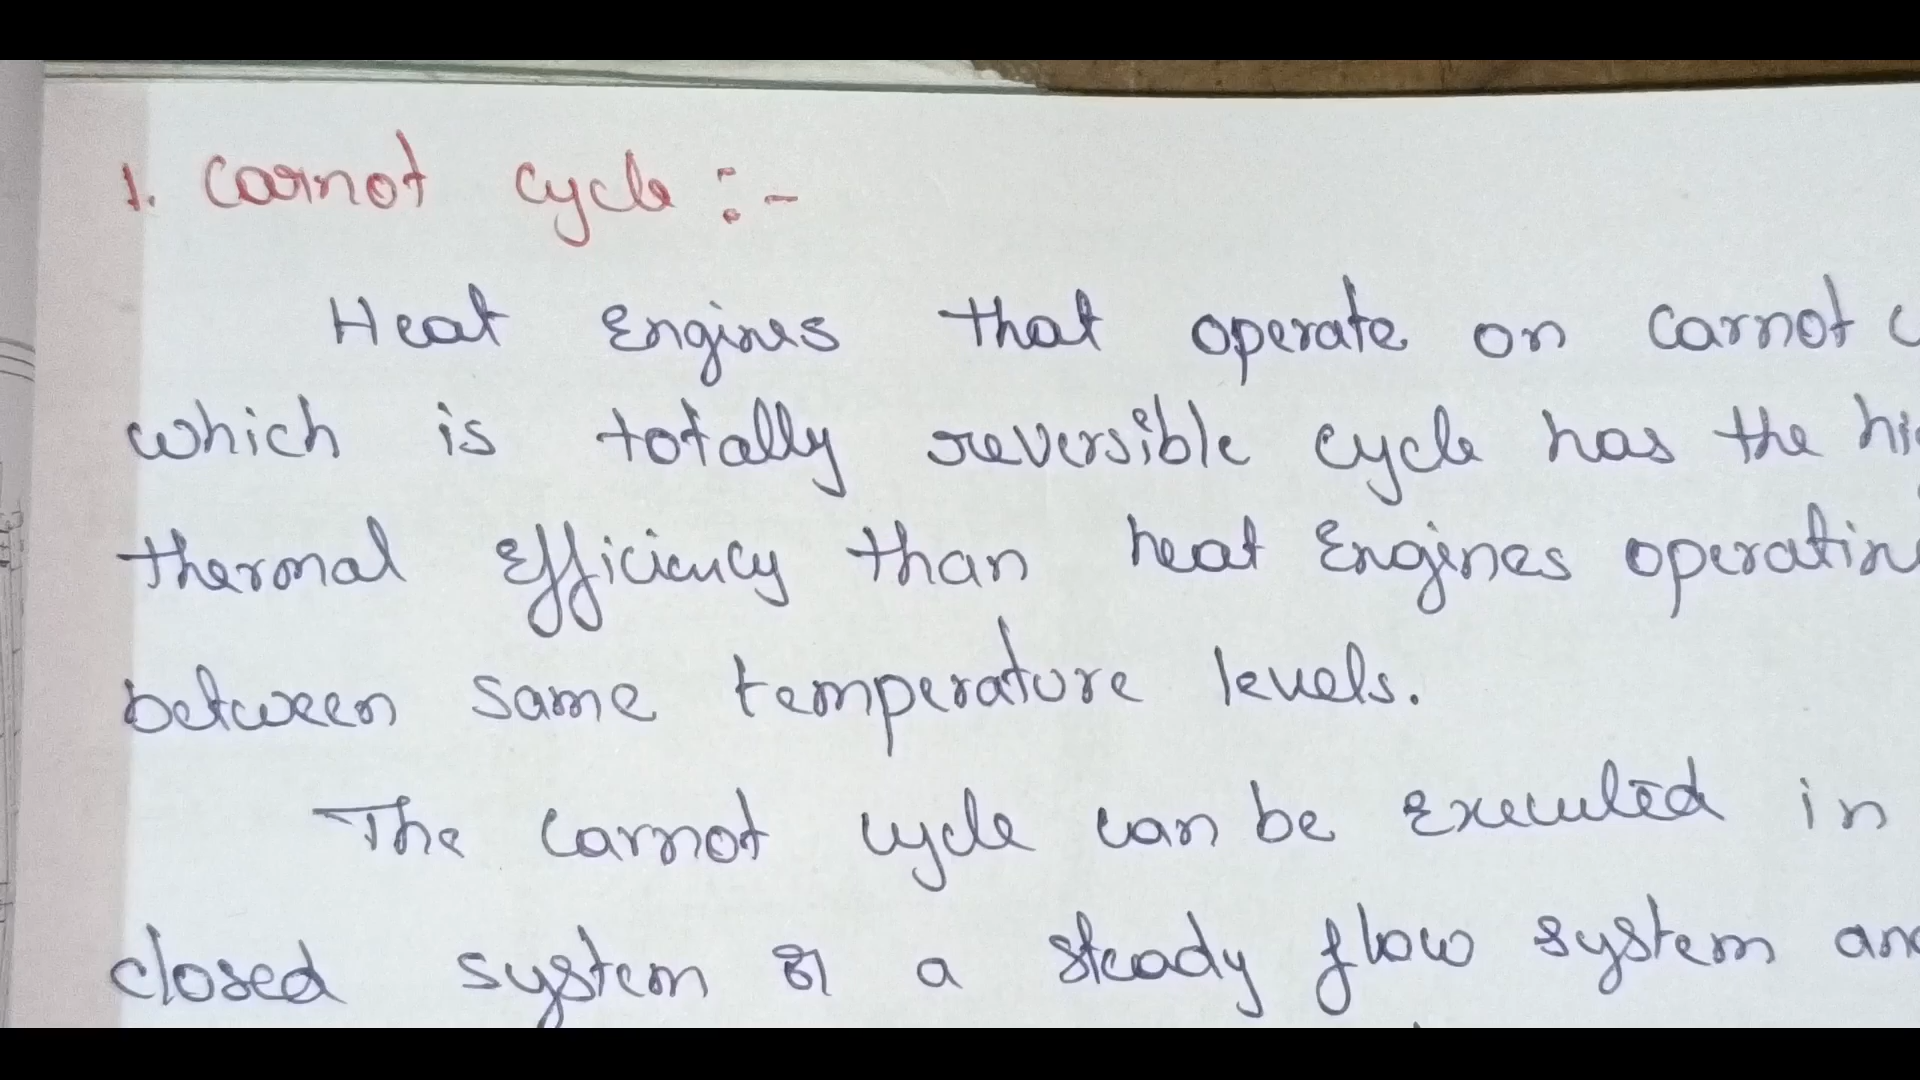 1. Carnot cycle :-
Heat Engines that operate on carnot
which is totally reversible cycle has the
thermal Efficiency than heat Engines operatin
between same temperature levels.
The carnot cycle can be Executed in
closed system or a steady flow system